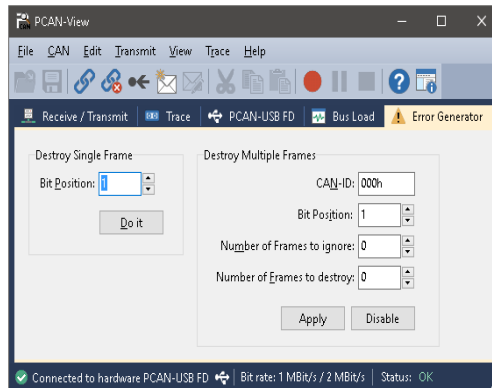 PCAN-View
File CAN Edit Transmit View Trace Help
Receive / Transmit Trace PCAN-USB FD Bus Load Error Generator
Destroy Single Frame
Bit Position: 1
Do it
Destroy Multiple Frames
CAN-ID: 000h
Bit Position: 1
Number of Frames to ignore: 0
Number of Frames to destroy: 0
Apply Disable
Connected to hardware PCAN-USB FD Bit rate: 1 MBit/s / 2 MBit/s Status: OK